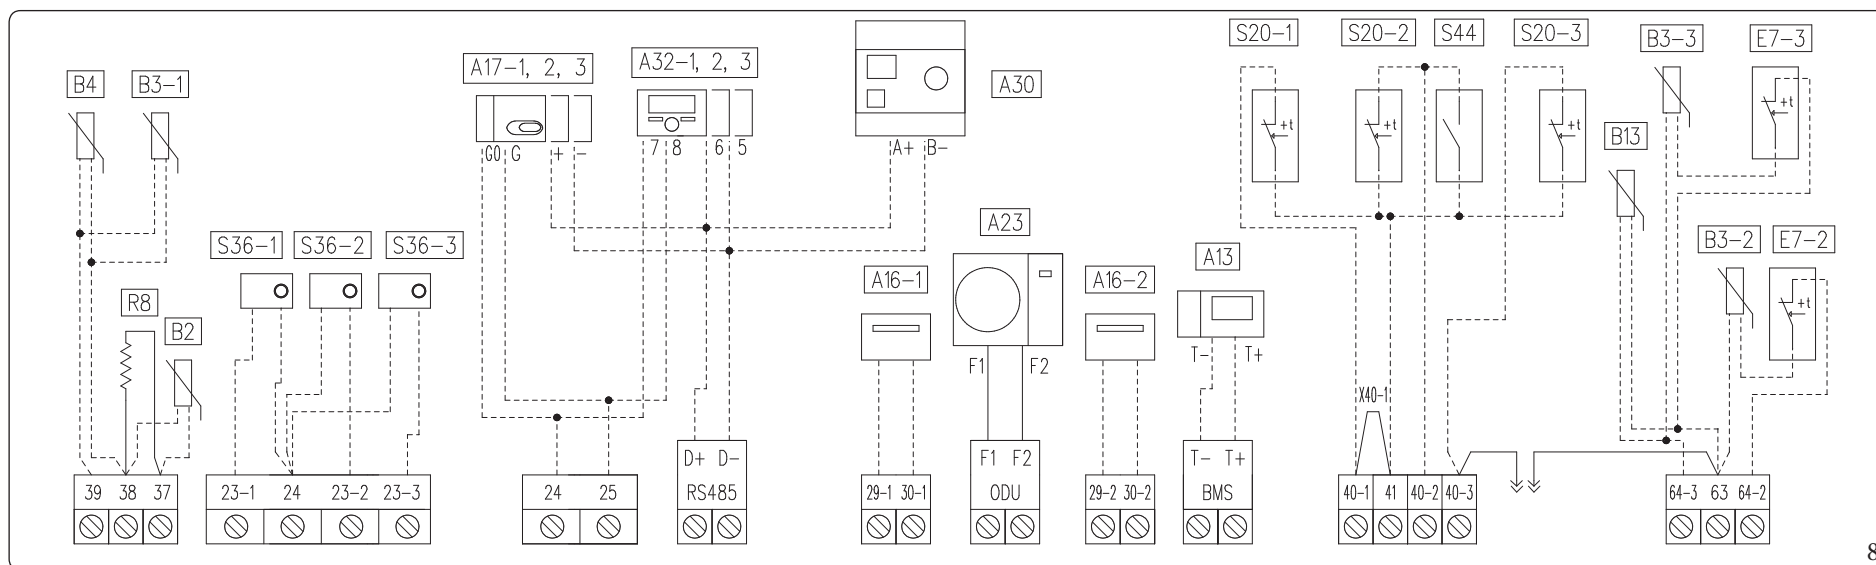 S20-1 S20-2 S44 S20-3 B3-3 E7-3
A17-1, 2, 3 A32-1, 2, 3 A30
B4 B3-1
+t +t +t +t
B13
G0 G + - 7 8 6 5 A+ B-
A23
S36-1 S36-2 S36-3 A16-1 A16-2 A13 B3-2 E7-2
R8
B2
+t
T- T+
F1 F2
X40-1
D+ D- F1 F2 T- T+
39 38 37 23-1 24 23-2 23-3 24 25 RS485 29-1 30-1 ODU 29-2 30-2 BMS 40-1 41 40-2 40-3 64-3 63 64-2
8